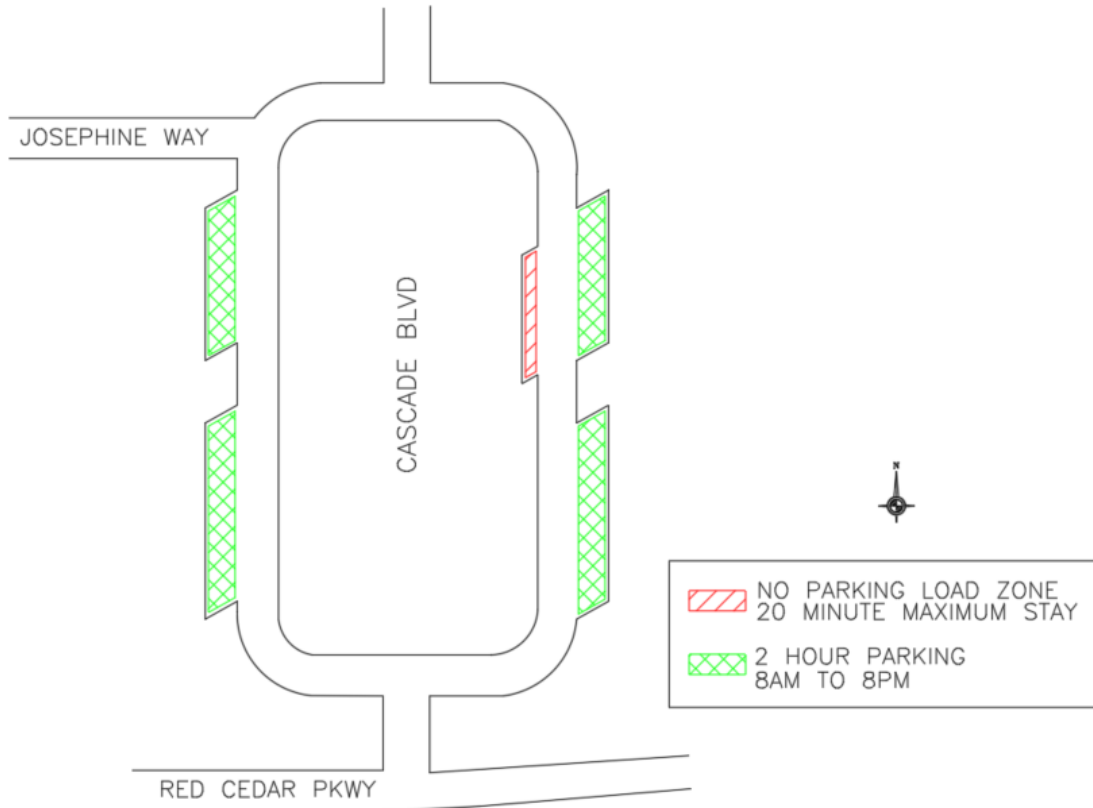 JOSEPHINE WAY
CASCADE BLVD
N
NO PARKING LOAD ZONE
20 MINUTE MAXIMUM STAY
2 HOUR PARKING
8AM TO 8PM
RED CEDAR PKWY